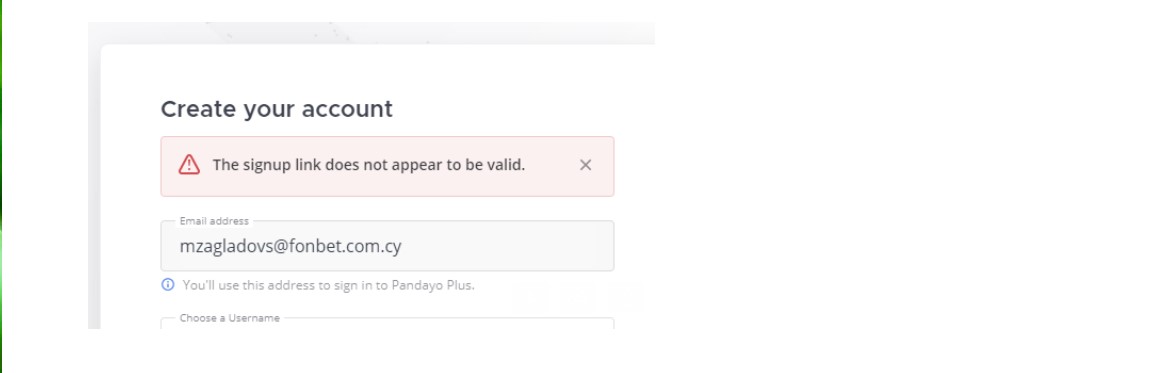 Create your account
The signup link does not appear to be valid.
Email address
mzagladovs@fonbet.com.cy
You'll use this address to sign in to Pandayo Plus.
Choose a Username